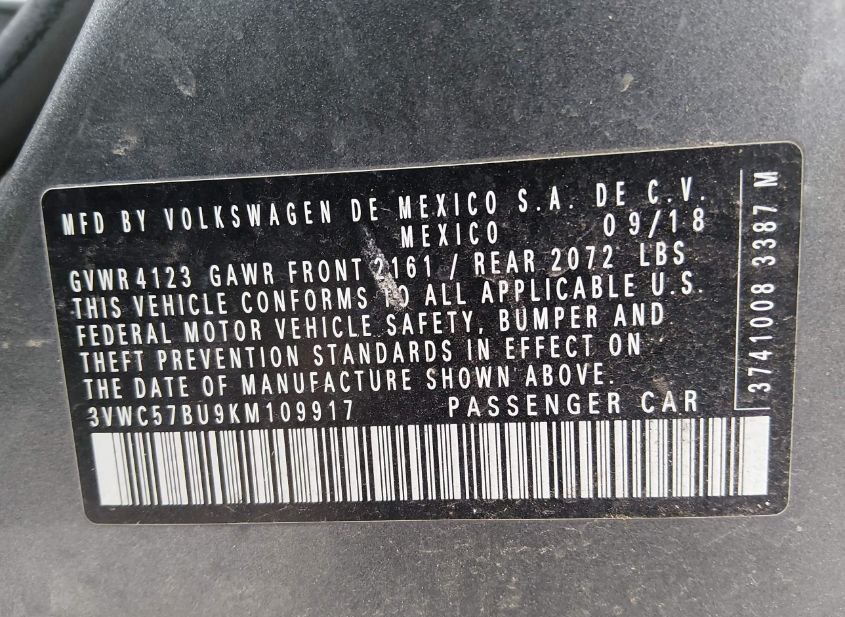 MFD BY VOLKSWAGEN DE MEXICO S.A. DE C.V.
MEXICO 09/18
GVWR 4123 GAWR FRONT 2161 / REAR 2072 LBS
THIS VEHICLE CONFORMS TO ALL APPLICABLE U.S.
FEDERAL MOTOR VEHICLE SAFETY, BUMPER AND
THEFT PREVENTION STANDARDS IN EFFECT ON
THE DATE OF MANUFACTURE SHOWN ABOVE.
3VWC57BU9KM109917 PASSENGER CAR
3741008 3387 M